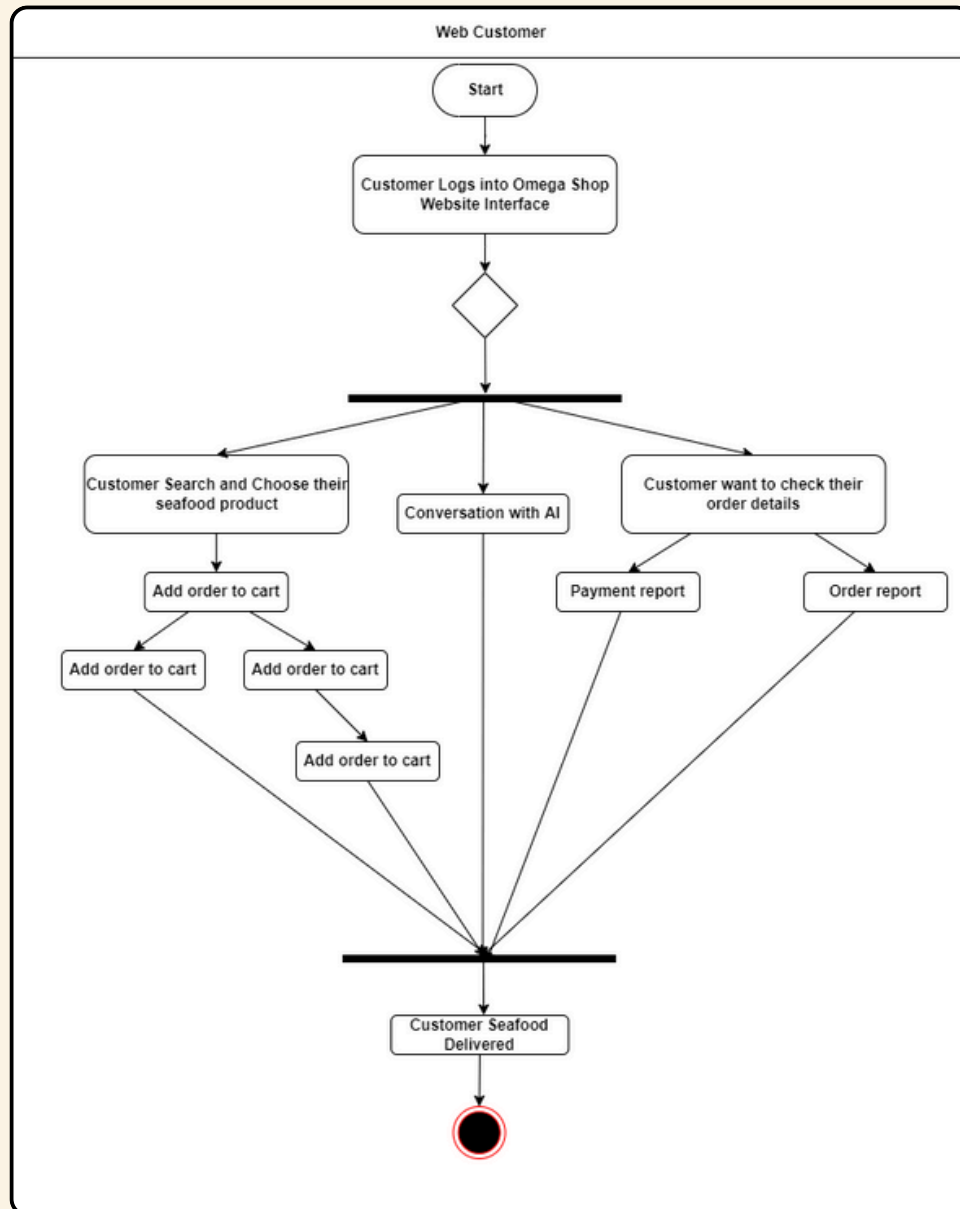 Web Customer
Start
Customer Logs into Omega Shop
Website Interface
Customer Search and Choose their
seafood product
Conversation with AI
Customer want to check their
order details
Add order to cart
Payment report
Order report
Add order to cart
Add order to cart
Add order to cart
Customer Seafood
Delivered